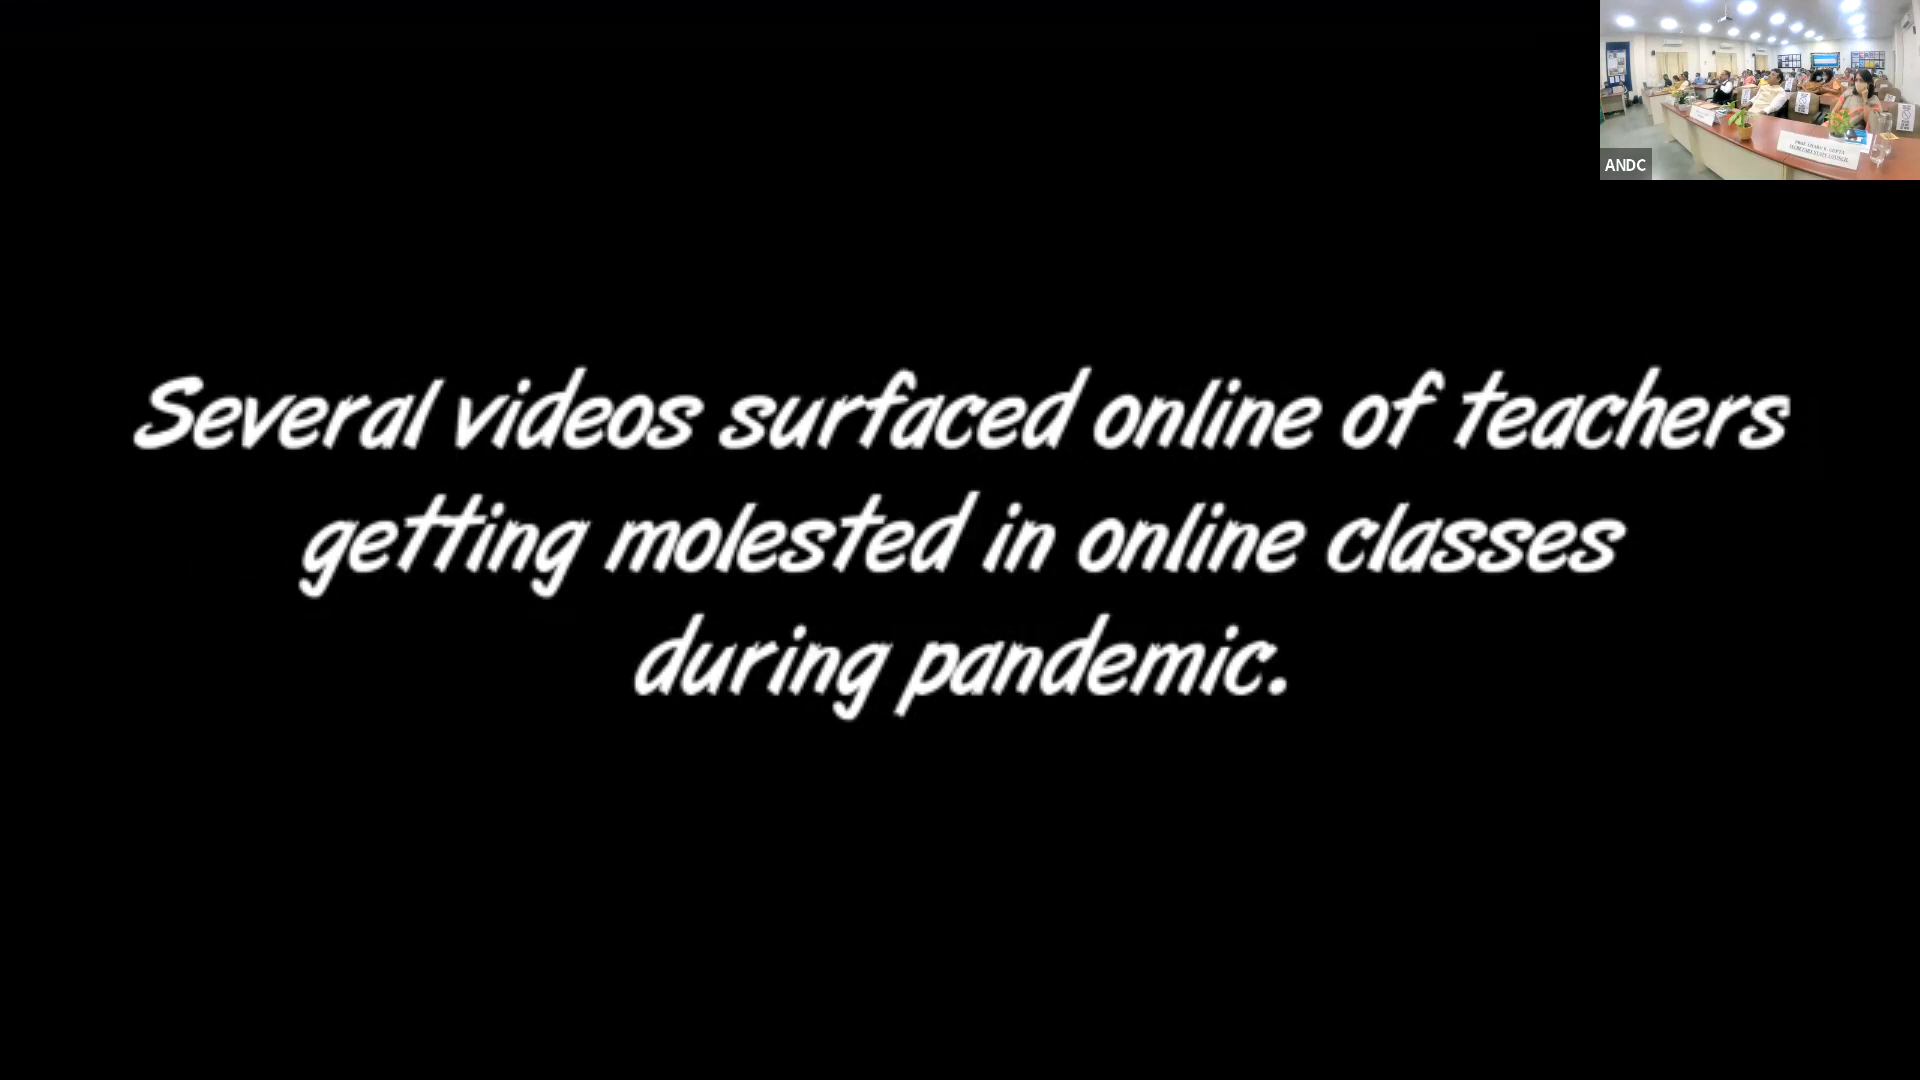 Several videos surfaced online of teachers
getting molested in online classes
during pandemic.
ANDC